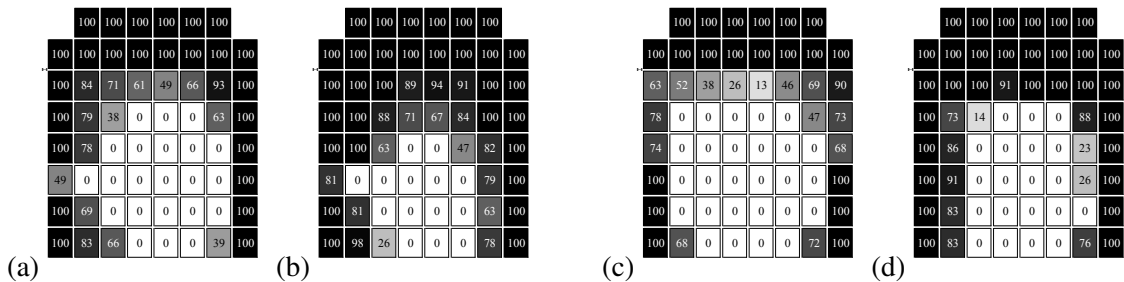 100 100 100 100 100 100
100 100 100 100 100 100 100 100
100 84 71 61 49 66 93 100
100 79 38 0 0 0 63 100
100 78 0 0 0 0 0 100
49 0 0 0 0 0 0 100
100 69 0 0 0 0 0 100
100 83 66 0 0 0 39 100
(a)
100 100 100 100 100 100
100 100 100 100 100 100 100 100
100 100 100 89 94 91 100 100
100 100 88 71 67 84 100 100
100 100 63 0 0 47 82 100
81 0 0 0 0 0 79 100
100 81 0 0 0 0 63 100
100 98 26 0 0 0 78 100
(b)
100 100 100 100 100 100
100 100 100 100 100 100 100 100
63 52 38 26 13 46 69 90
78 0 0 0 0 0 47 73
74 0 0 0 0 0 0 68
100 0 0 0 0 0 0 100
100 0 0 0 0 0 0 100
100 68 0 0 0 0 72 100
(c)
100 100 100 100 100 100
100 100 100 100 100 100 100 100
100 100 100 91 100 100 100 100
100 73 14 0 0 0 88 100
100 86 0 0 0 0 23 100
100 91 0 0 0 0 26 100
100 83 0 0 0 0 0 100
100 83 0 0 0 0 76 100
(d)